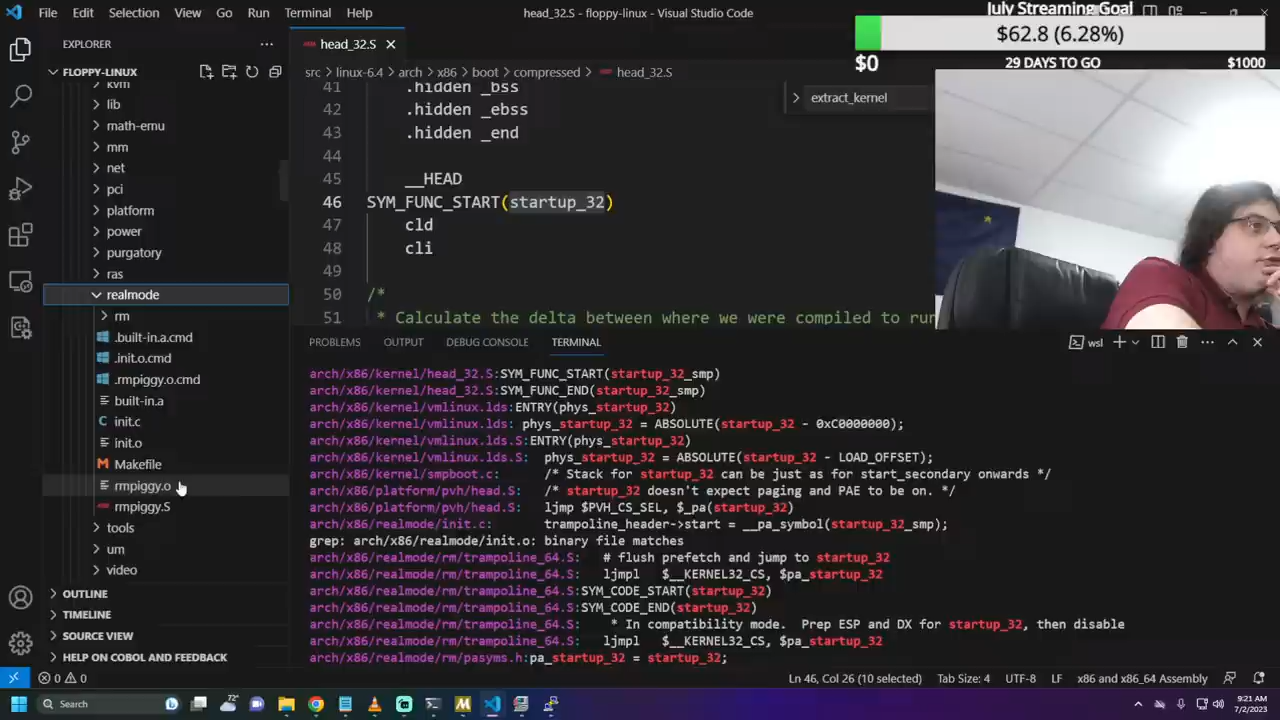 File Edit Selection View Go Run Terminal Help
head_32.S - floppy-linux - Visual Studio Code
July Streaming Goal
$62.8 (6.28%)
$0
29 DAYS TO GO
$1000
EXPLORER
FLOPPY-LINUX
kvm
lib
math-emu
mm
net
pci
platform
power
purgatory
ras
realmode
rm
.built-in.a.cmd
.init.o.cmd
.rmpiggy.o.cmd
built-in.a
init.c
init.o
Makefile
rmpiggy.o
rmpiggy.S
tools
um
video
OUTLINE
TIMELINE
SOURCE VIEW
HELP ON COBOL AND FEEDBACK
head_32.S
src > linux-6.4 > arch > x86 > boot > compressed > head_32.S
extract_kernel
41 .hidden _bss
42 .hidden _ebss
43 .hidden _end
44
45 __HEAD
46 SYM_FUNC_START(startup_32)
47 cld
48 cli
49
50 /*
51 * Calculate the delta between where we were compiled to run
PROBLEMS OUTPUT DEBUG CONSOLE TERMINAL
wsl
arch/x86/kernel/head_32.S:SYM_FUNC_START(startup_32_smp)
arch/x86/kernel/head_32.S:SYM_FUNC_END(startup_32_smp)
arch/x86/kernel/vmlinux.lds:ENTRY(phys_startup_32)
arch/x86/kernel/vmlinux.lds: phys_startup_32 = ABSOLUTE(startup_32 - 0xC0000000);
arch/x86/kernel/vmlinux.lds.S:ENTRY(phys_startup_32)
arch/x86/kernel/vmlinux.lds.S: phys_startup_32 = ABSOLUTE(startup_32 - LOAD_OFFSET);
arch/x86/kernel/smpboot.c: /* Stack for startup_32 can be just as for start_secondary onwards */
arch/x86/platform/pvh/head.S: /* startup_32 doesn't expect paging and PAE to be on. */
arch/x86/platform/pvh/head.S: ljmp $PVH_CS_SEL, $_pa(startup_32)
arch/x86/realmode/init.c: trampoline_header->start = __pa_symbol(startup_32_smp);
grep: arch/x86/realmode/init.o: binary file matches
arch/x86/realmode/rm/trampoline_64.S: # flush prefetch and jump to startup_32
arch/x86/realmode/rm/trampoline_64.S: ljmpl $__KERNEL32_CS, $pa_startup_32
arch/x86/realmode/rm/trampoline_64.S:SYM_CODE_START(startup_32)
arch/x86/realmode/rm/trampoline_64.S:SYM_CODE_END(startup_32)
arch/x86/realmode/rm/trampoline_64.S: * In compatibility mode. Prep ESP and DX for startup_32, then disable
arch/x86/realmode/rm/trampoline_64.S: ljmpl $__KERNEL32_CS, $pa_startup_32
arch/x86/realmode/rm/pasyms.h:pa_startup_32 = startup_32;
0 0
Ln 46, Col 26 (10 selected) Tab Size: 4 UTF-8 LF x86 and x86_64 Assembly
Search
72°
9:21 AM
7/2/2023